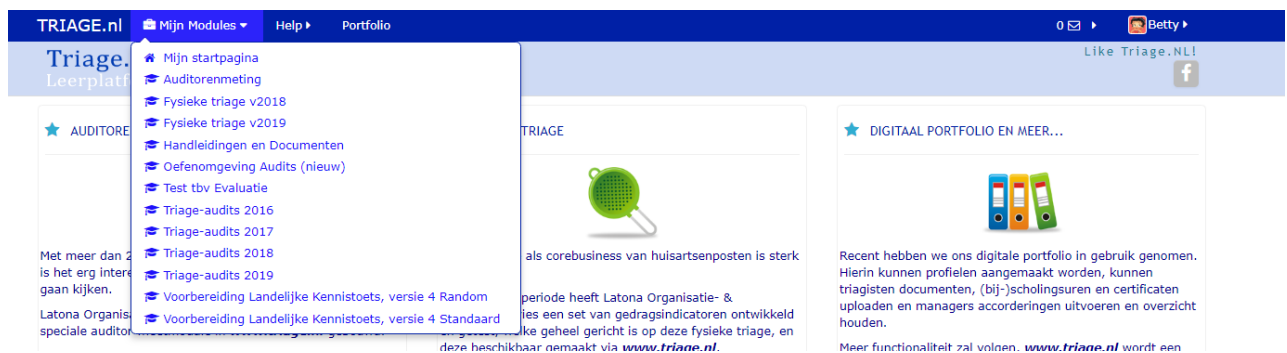 TRIAGE.nl Mijn Modules Help Portfolio 0 Betty
Triage.
Leerplatf
Like Triage.NL!
f
Mijn startpagina
Auditorenmeting
Fysieke triage v2018
Fysieke triage v2019
Handleidingen en Documenten
Oefenomgeving Audits (nieuw)
Test tbv Evaluatie
Triage-audits 2016
Triage-audits 2017
Triage-audits 2018
Triage-audits 2019
Voorbereiding Landelijke Kennistoets, versie 4 Random
Voorbereiding Landelijke Kennistoets, versie 4 Standaard
AUDITORE
Met meer dan 2
is het erg intere
gaan kijken.
Latona Organisa
speciale auditor
TRIAGE
als corebusiness van huisartsenposten is sterk
periode heeft Latona Organisatie- &
ies een set van gedragsindicatoren ontwikkeld
welke geheel gericht is op deze fysieke triage, en
deze beschikbaar gemaakt via www.triage.nl.
DIGITAAL PORTFOLIO EN MEER...
Recent hebben we ons digitale portfolio in gebruik genomen.
Hierin kunnen profielen aangemaakt worden, kunnen
triagisten documenten, (bij-)scholingsuren en certificaten
uploaden en managers accorderingen uitvoeren en overzicht
houden.
Meer functionaliteit zal volgen, www.triage.nl wordt een